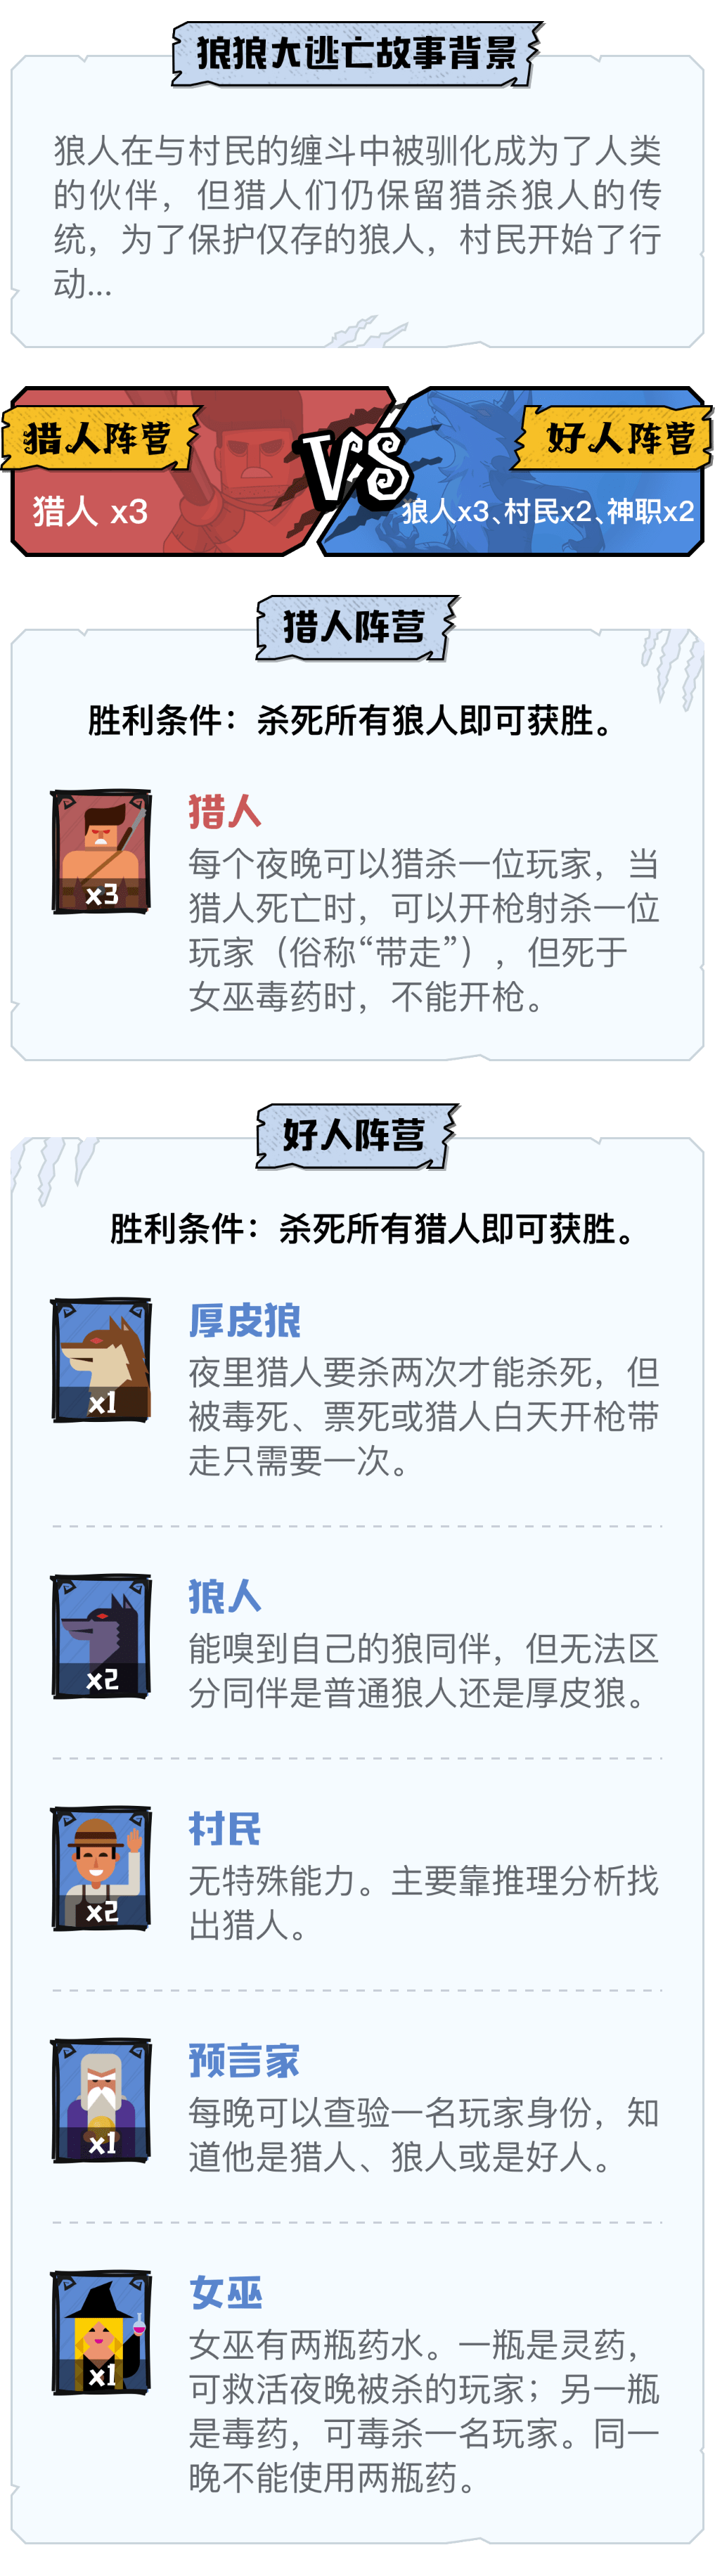 狼狼大逃亡故事背景
狼人在与村民的缠斗中被驯化成为了人类
的伙伴，但猎人们仍保留猎杀狼人的传
统，为了保护仅存的狼人，村民开始了行
动...
猎人阵营
VS
好人阵营
猎人 x3
狼人x3、村民x2、神职x2
猎人阵营
胜利条件：杀死所有狼人即可获胜。
猎人
x3
每个夜晚可以猎杀一位玩家，当
猎人死亡时，可以开枪射杀一位
玩家（俗称“带走”），但死于
女巫毒药时，不能开枪。
好人阵营
胜利条件：杀死所有猎人即可获胜。
厚皮狼
x1
夜里猎人要杀两次才能杀死，但
被毒死、票死或猎人白天开枪带
走只需要一次。
狼人
x2
能嗅到自己的狼同伴，但无法区
分同伴是普通狼人还是厚皮狼。
村民
x2
无特殊能力。主要靠推理分析找
出猎人。
预言家
x1
每晚可以查验一名玩家身份，知
道他是猎人、狼人或是好人。
女巫
x1
女巫有两瓶药水。一瓶是灵药，
可救活夜晚被杀的玩家；另一瓶
是毒药，可毒杀一名玩家。同一
晚不能使用两瓶药。